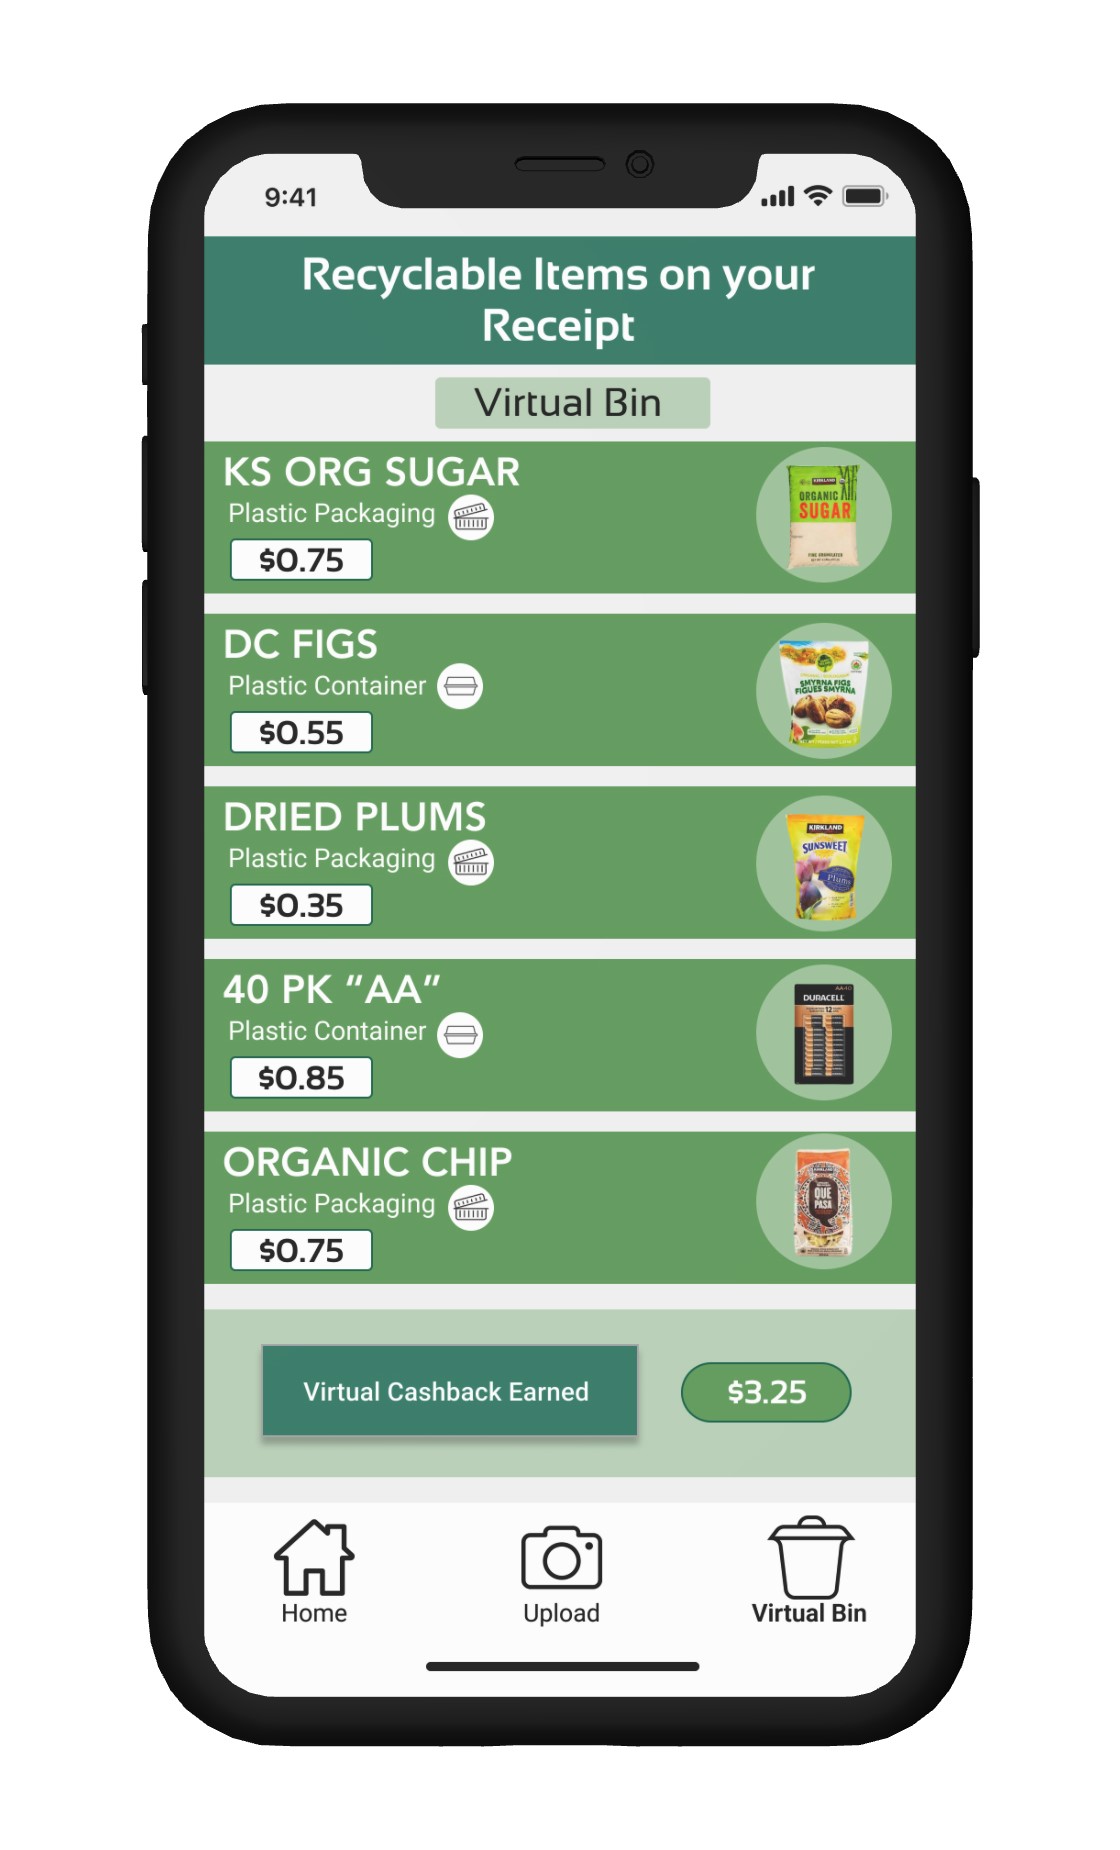 9:41
Recyclable Items on your
Receipt
Virtual Bin
KS ORG SUGAR
Plastic Packaging
$0.75
KIRKLAND
ORGANIC
SUGAR
DC FIGS
Plastic Container
$0.55
SMYRNA FIGS
FIGUES SMYRNA
DRIED PLUMS
Plastic Packaging
$0.35
KIRKLAND
SUNSWEET
Plums
40 PK “AA”
Plastic Container
$0.85
DURACELL
12
ORGANIC CHIP
Plastic Packaging
$0.75
QUE
PASA
Virtual Cashback Earned
$3.25
Home
Upload
Virtual Bin